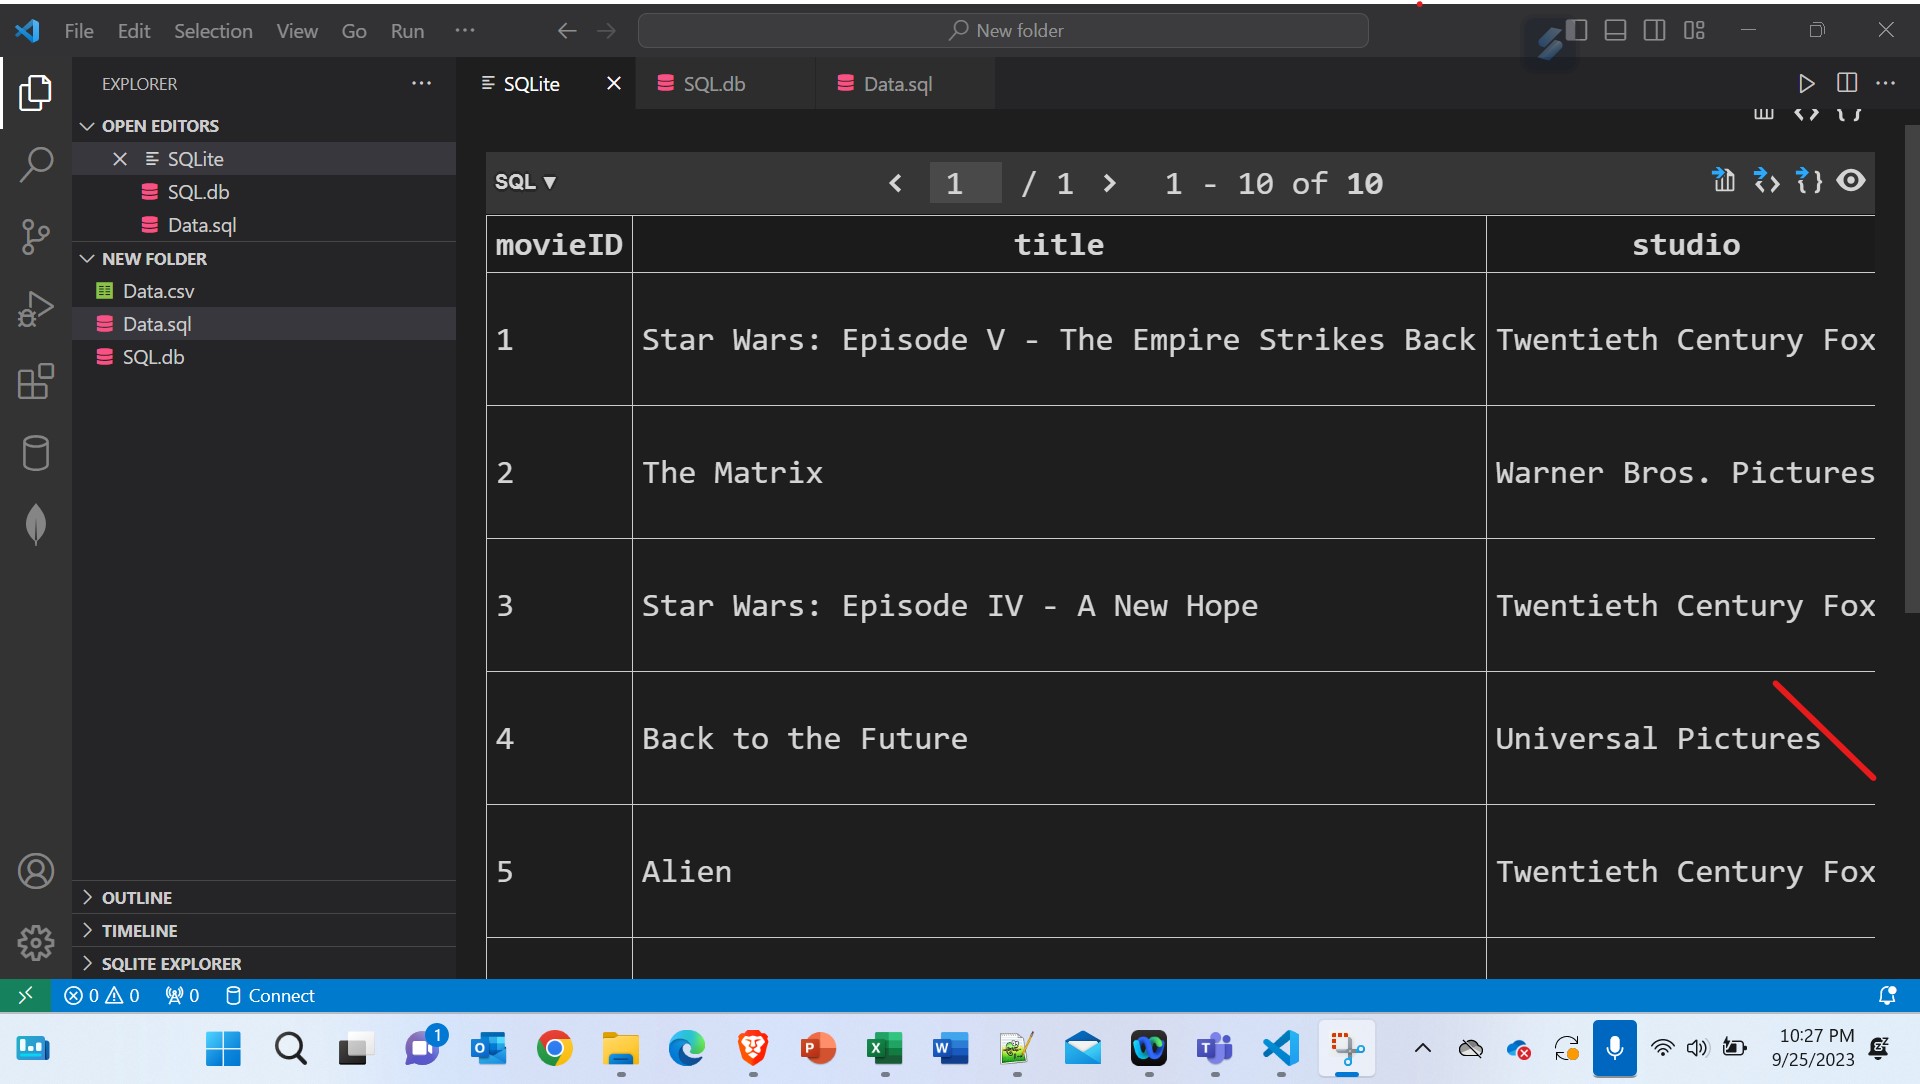 File Edit Selection View Go Run ···
New folder
EXPLORER ···
SQLite
SQL.db
Data.sql
OPEN EDITORS
SQLite
SQL.db
Data.sql
NEW FOLDER
Data.csv
Data.sql
SQL.db
OUTLINE
TIMELINE
SQLITE EXPLORER
SQL ▼ < 1 / 1 > 1 - 10 of 10
movieID title studio
1 Star Wars: Episode V - The Empire Strikes Back Twentieth Century Fox
2 The Matrix Warner Bros. Pictures
3 Star Wars: Episode IV - A New Hope Twentieth Century Fox
4 Back to the Future Universal Pictures
5 Alien Twentieth Century Fox
0 0 0 Connect
1
10:27 PM
9/25/2023